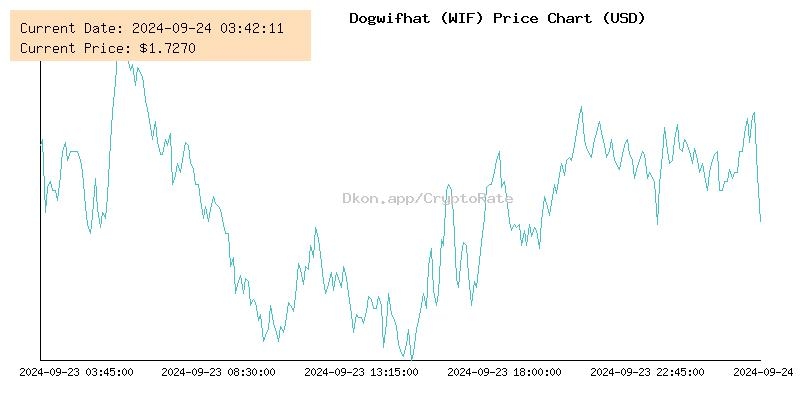 Dogwifhat (WIF) Price Chart (USD)
Current Date: 2024-09-24 03:42:11
Current Price: $1.7270
Dkon.app/CryptoRate
2024-09-23 03:45:00 2024-09-23 08:30:00 2024-09-23 13:15:00 2024-09-23 18:00:00 2024-09-23 22:45:00 2024-09-24